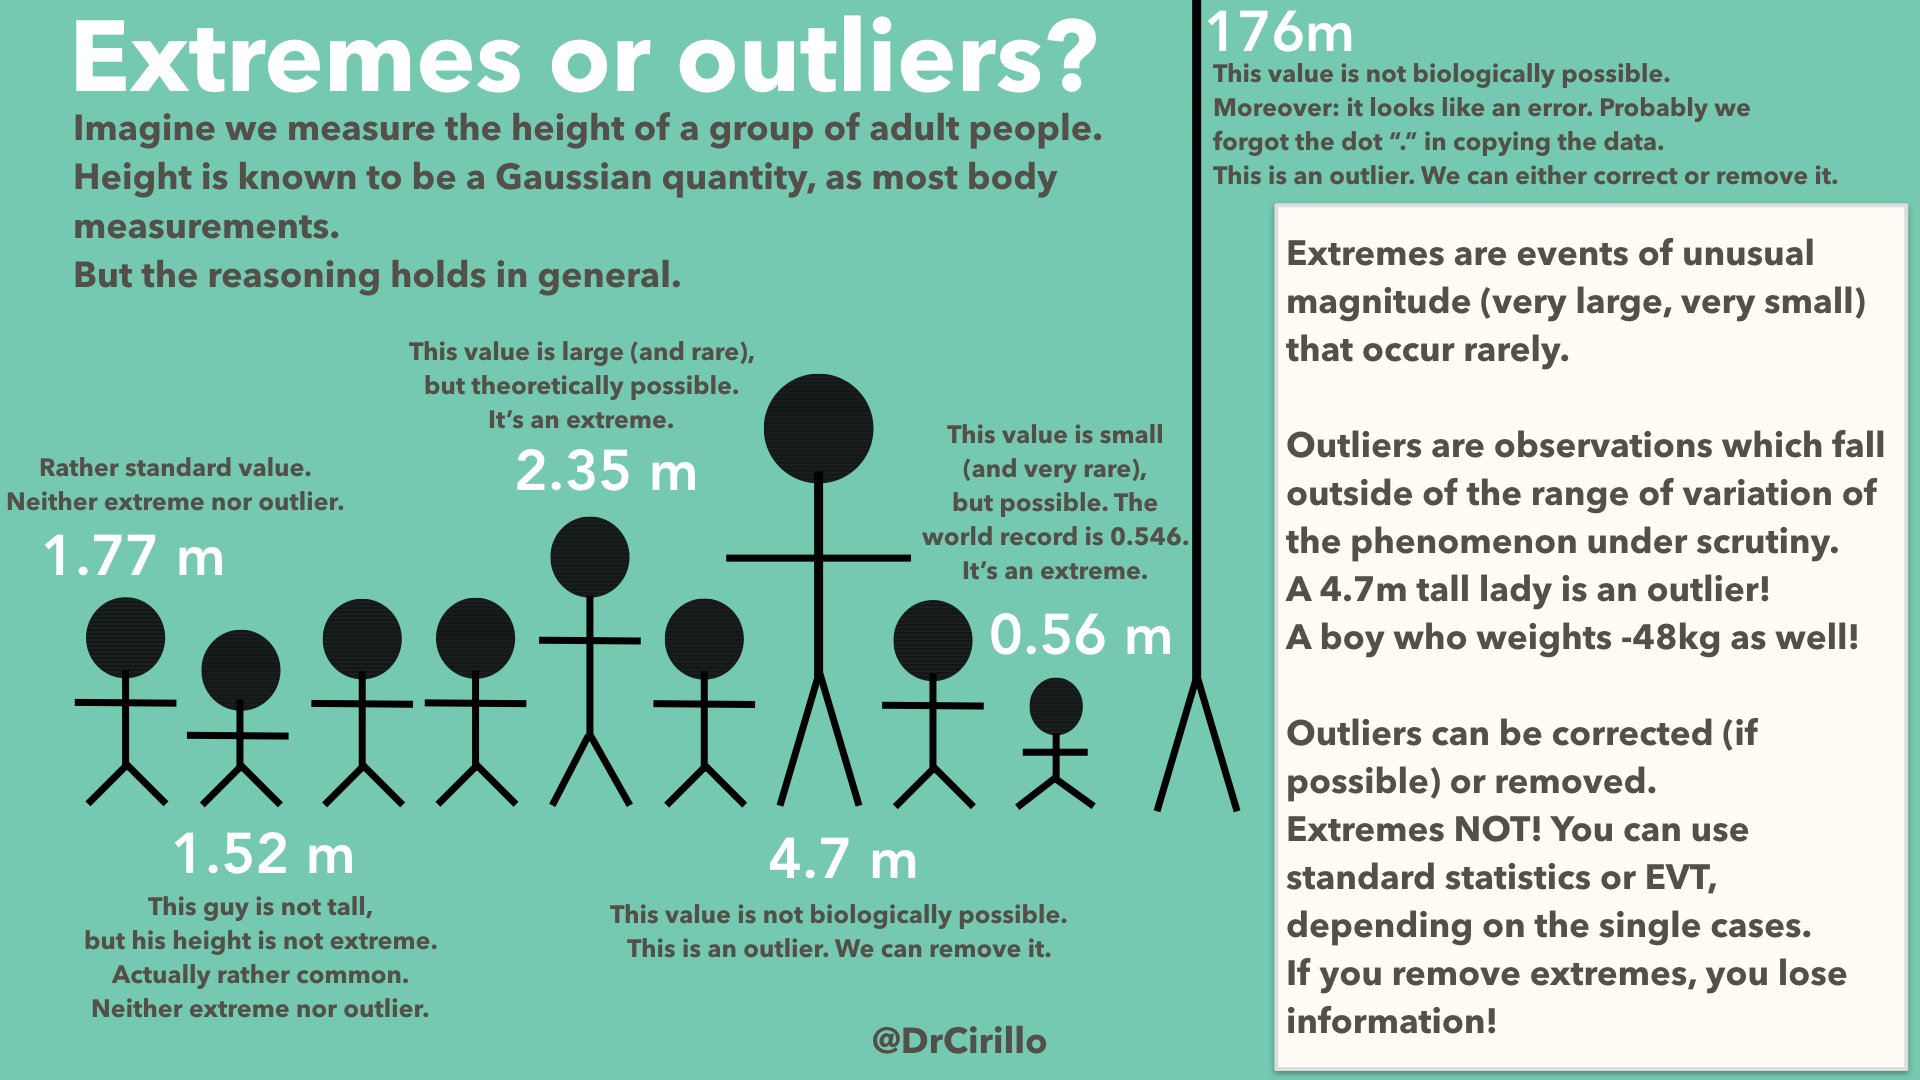 Extremes or outliers?
Imagine we measure the height of a group of adult people.
Height is known to be a Gaussian quantity, as most body
measurements.
But the reasoning holds in general.
Rather standard value.
Neither extreme nor outlier.
1.77 m
1.52 m
This guy is not tall,
but his height is not extreme.
Actually rather common.
Neither extreme nor outlier.
This value is large (and rare),
but theoretically possible.
It’s an extreme.
2.35 m
4.7 m
This value is not biologically possible.
This is an outlier. We can remove it.
This value is small
(and very rare),
but possible. The
world record is 0.546.
It’s an extreme.
0.56 m
176m
This value is not biologically possible.
Moreover: it looks like an error. Probably we
forgot the dot “.” in copying the data.
This is an outlier. We can either correct or remove it.
Extremes are events of unusual
magnitude (very large, very small)
that occur rarely.
Outliers are observations which fall
outside of the range of variation of
the phenomenon under scrutiny.
A 4.7m tall lady is an outlier!
A boy who weights -48kg as well!
Outliers can be corrected (if
possible) or removed.
Extremes NOT! You can use
standard statistics or EVT,
depending on the single cases.
If you remove extremes, you lose
information!
@DrCirillo